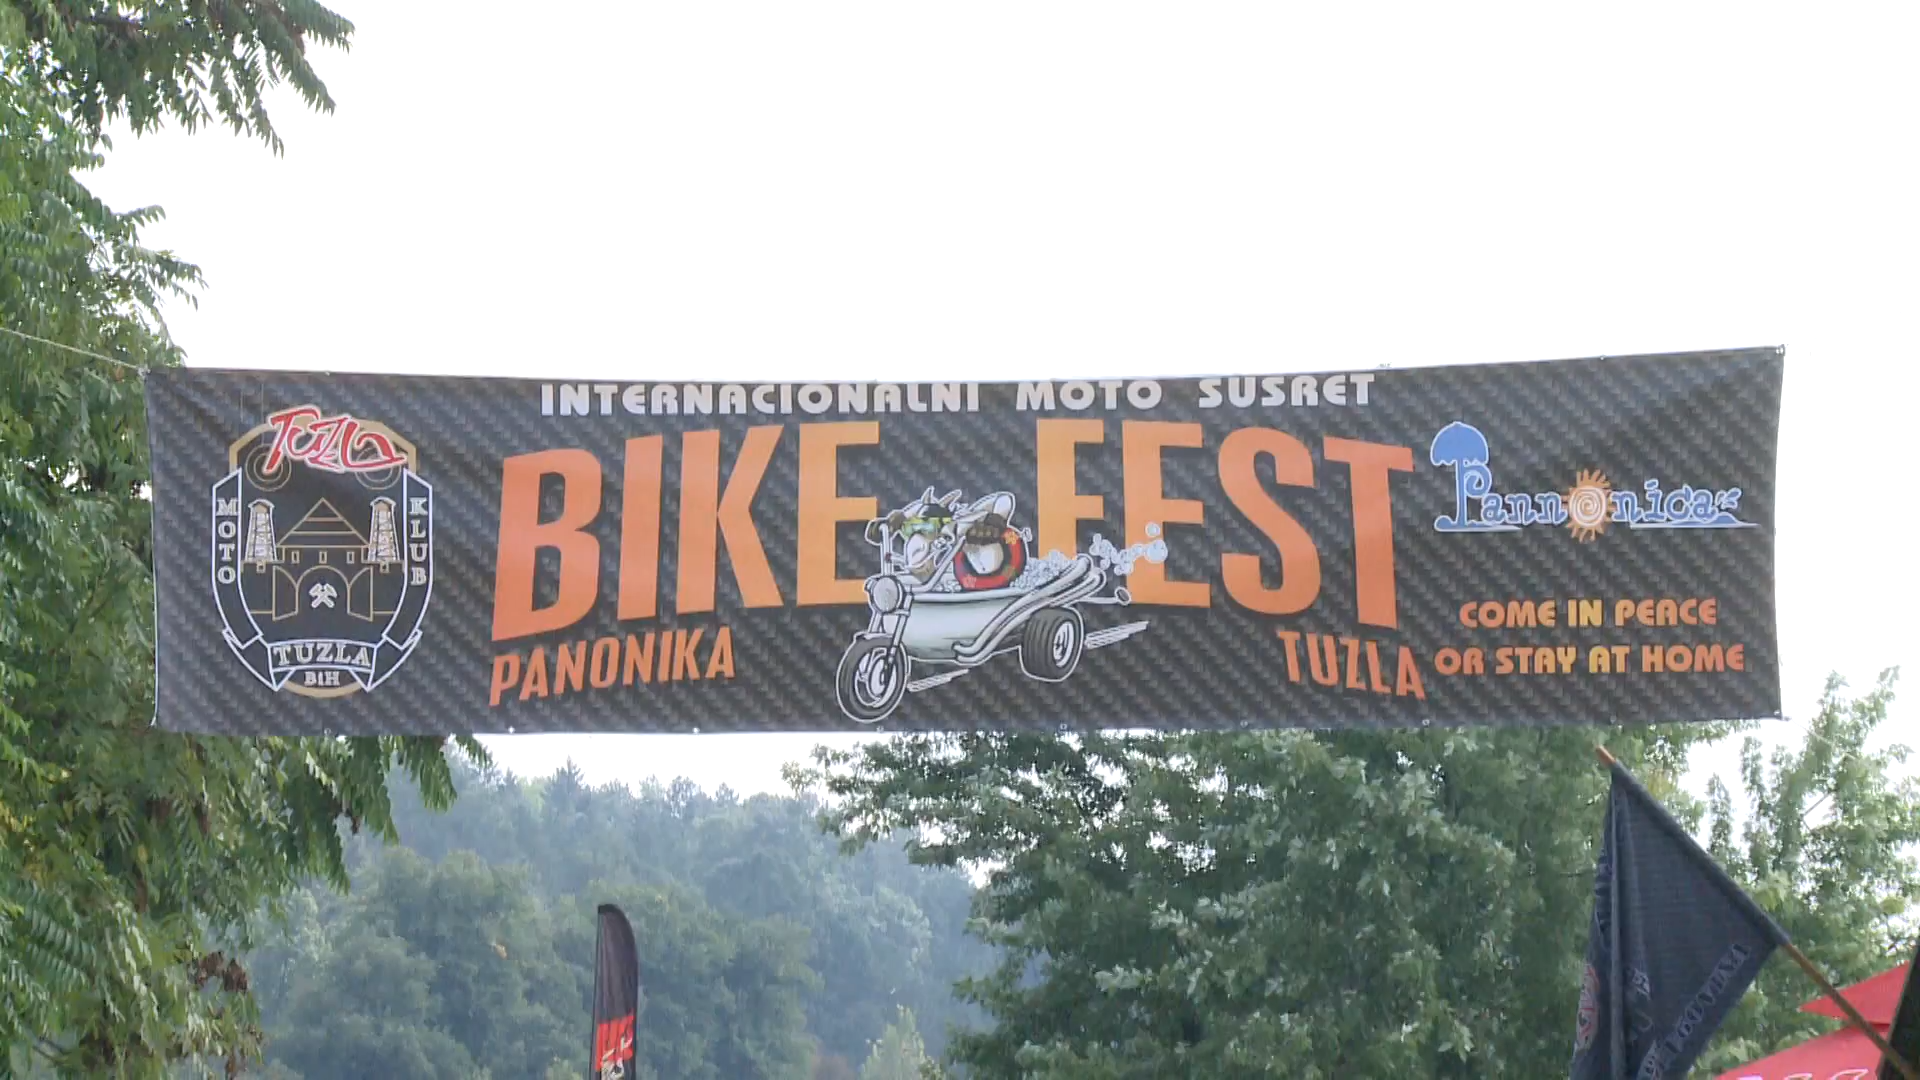 INTERNACIONALNI MOTO SUSRET
BIKE FEST
PANONIKA TUZLA
Tuzla
MOTO KLUB
TUZLA
BiH
Pannonica
COME IN PEACE
OR STAY AT HOME